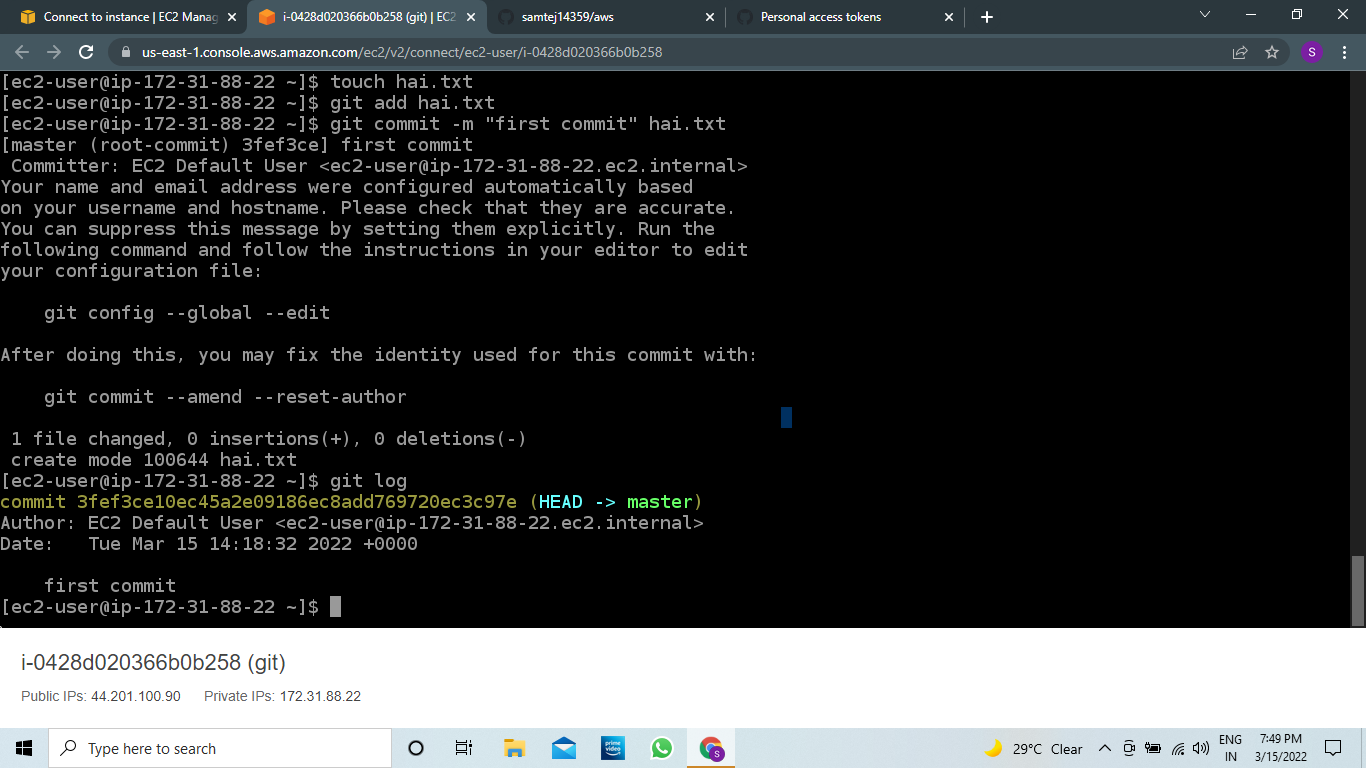 Connect to instance | EC2 Manag
i-0428d020366b0b258 (git) | EC2
samtej14359/aws
Personal access tokens
us-east-1.console.aws.amazon.com/ec2/v2/connect/ec2-user/i-0428d020366b0b258
S
[ec2-user@ip-172-31-88-22 ~]$ touch hai.txt
[ec2-user@ip-172-31-88-22 ~]$ git add hai.txt
[ec2-user@ip-172-31-88-22 ~]$ git commit -m "first commit" hai.txt
[master (root-commit) 3fef3ce] first commit
 Committer: EC2 Default User <ec2-user@ip-172-31-88-22.ec2.internal>
Your name and email address were configured automatically based
on your username and hostname. Please check that they are accurate.
You can suppress this message by setting them explicitly. Run the
following command and follow the instructions in your editor to edit
your configuration file:
    git config --global --edit
After doing this, you may fix the identity used for this commit with:
    git commit --amend --reset-author
 1 file changed, 0 insertions(+), 0 deletions(-)
 create mode 100644 hai.txt
[ec2-user@ip-172-31-88-22 ~]$ git log
commit 3fef3ce10ec45a2e09186ec8add769720ec3c97e (HEAD -> master)
Author: EC2 Default User <ec2-user@ip-172-31-88-22.ec2.internal>
Date:   Tue Mar 15 14:18:32 2022 +0000
    first commit
[ec2-user@ip-172-31-88-22 ~]$
i-0428d020366b0b258 (git)
Public IPs: 44.201.100.90 Private IPs: 172.31.88.22
Type here to search
prime video
S
29°C Clear
ENG
IN
7:49 PM
3/15/2022